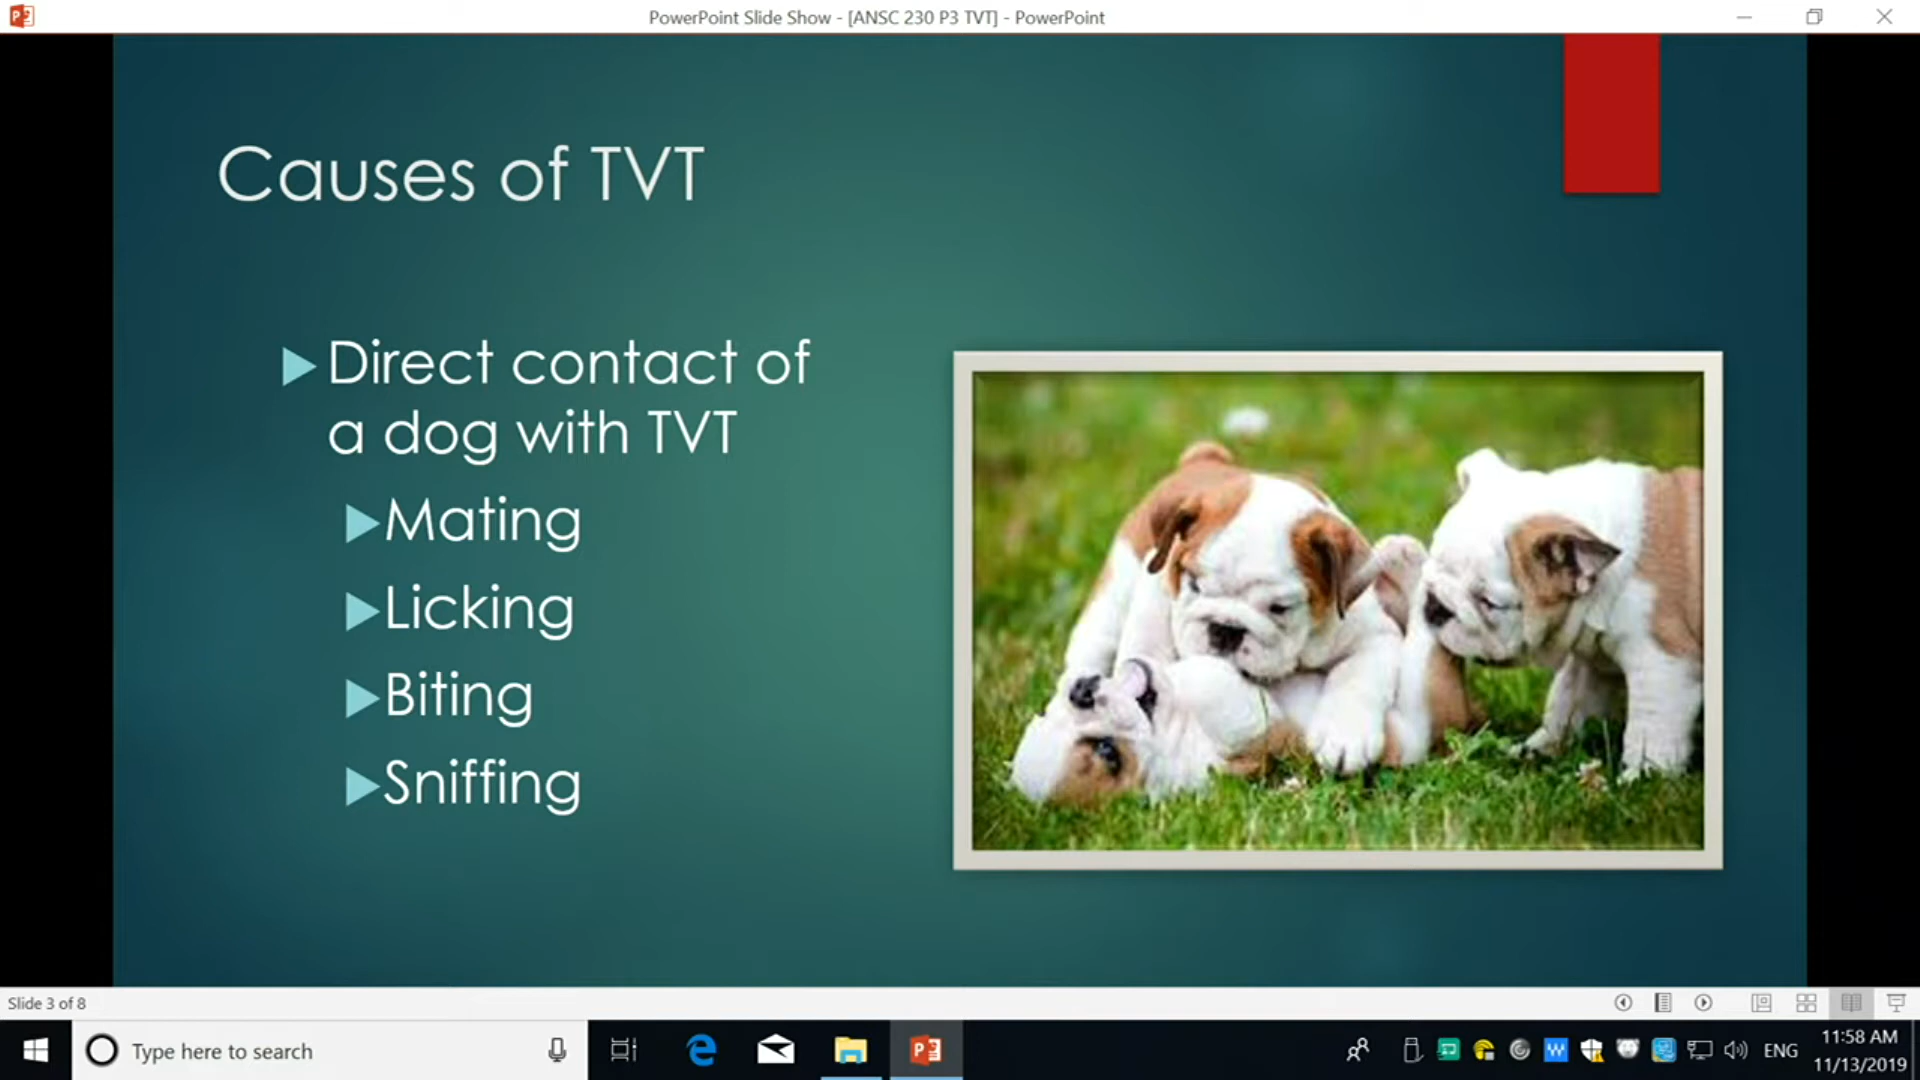 PowerPoint Slide Show - [ANSC 230 P3 TVT] - PowerPoint
Causes of TVT
Direct contact of
a dog with TVT
Mating
Licking
Biting
Sniffing
Slide 3 of 8
Type here to search
ENG
11:58 AM
11/13/2019